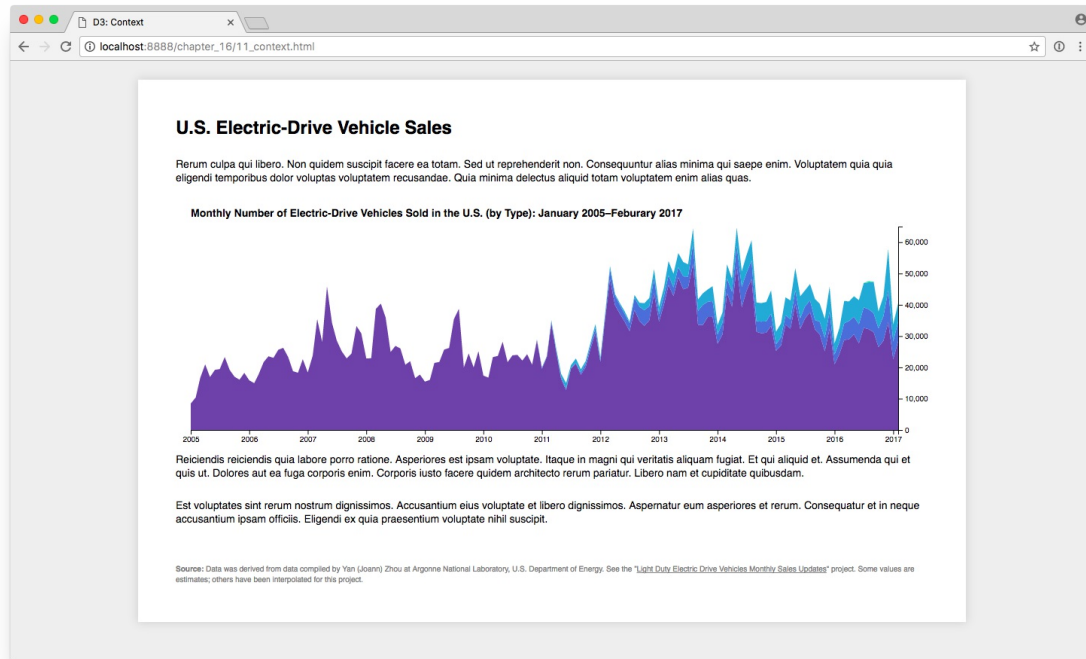 D3: Context
localhost:8888/chapter_16/11_context.html
U.S. Electric-Drive Vehicle Sales
Rerum culpa qui libero. Non quidem suscipit facere ea totam. Sed ut reprehenderit non. Consequuntur alias minima qui saepe enim. Voluptatem quia quia
eligendi temporibus dolor voluptas voluptatem recusandae. Quia minima delectus aliquid totam voluptatem enim alias quas.
Monthly Number of Electric-Drive Vehicles Sold in the U.S. (by Type): January 2005–Feburary 2017
60,000
50,000
40,000
30,000
20,000
10,000
0
2005 2006 2007 2008 2009 2010 2011 2012 2013 2014 2015 2016 2017
Reiciendis reiciendis quia labore porro ratione. Asperiores est ipsam voluptate. Itaque in magni qui veritatis aliquam fugiat. Et qui aliquid et. Assumenda qui et
quis ut. Dolores aut ea fuga corporis enim. Corporis iusto facere quidem architecto rerum pariatur. Libero nam et cupiditate quibusdam.
Est voluptates sint rerum nostrum dignissimos. Accusantium eius voluptate et libero dignissimos. Aspernatur eum asperiores et rerum. Consequatur et in neque
accusantium ipsam officiis. Eligendi ex quia praesentium voluptate nihil suscipit.
Source: Data was derived from data compiled by Yan (Joann) Zhou at Argonne National Laboratory, U.S. Department of Energy. See the "Light Duty Electric Drive Vehicles Monthly Sales Updates" project. Some values are
estimates; others have been interpolated for this project.